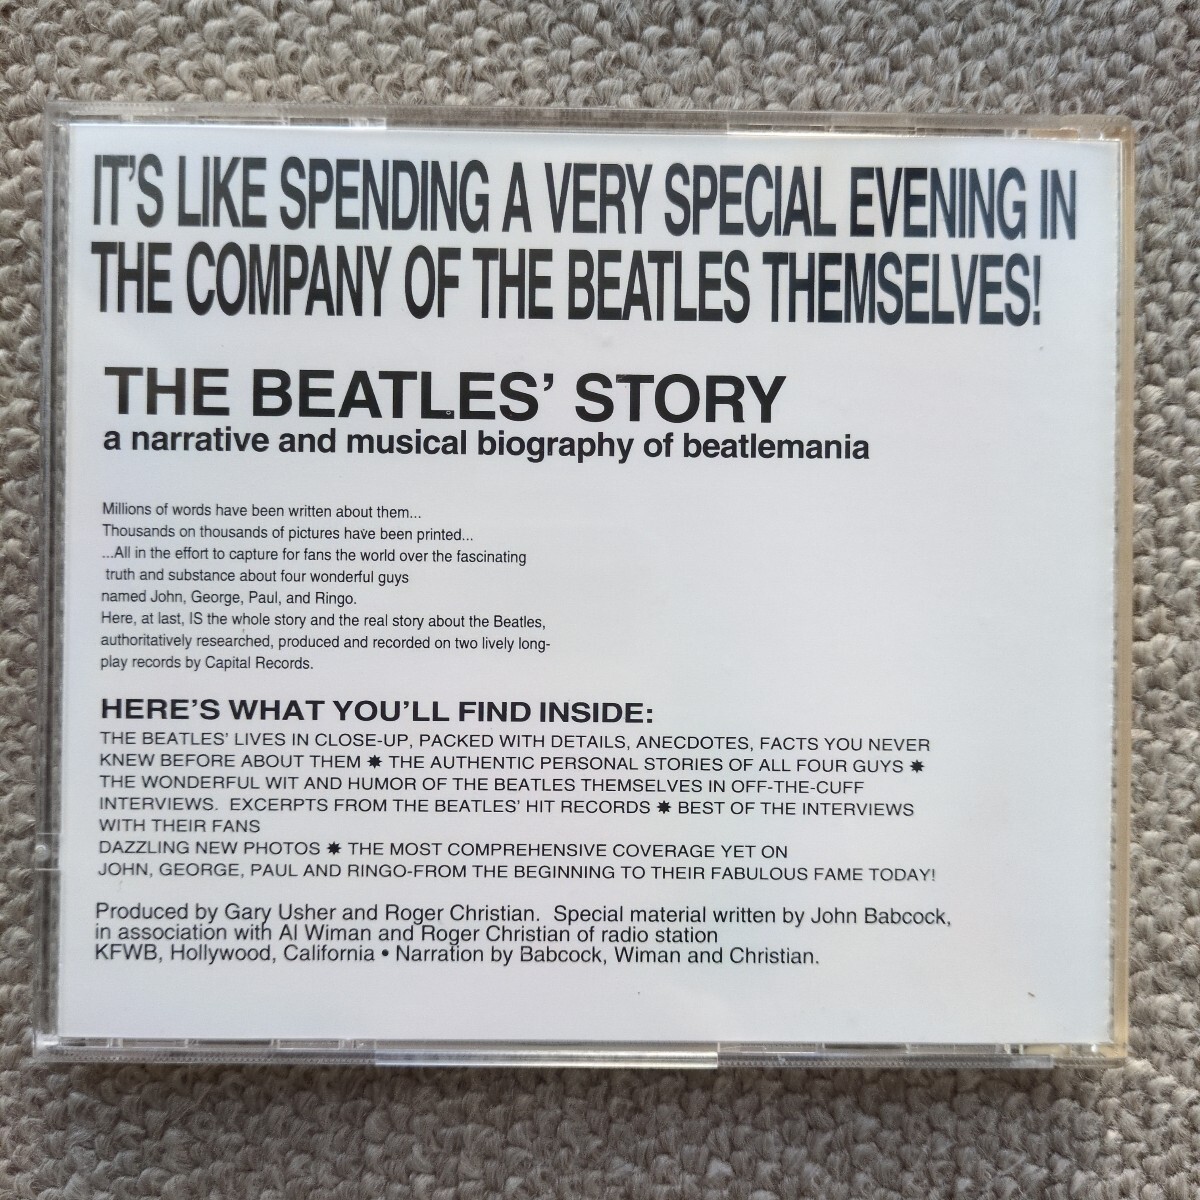 IT'S LIKE SPENDING A VERY SPECIAL EVENING IN
THE COMPANY OF THE BEATLES THEMSELVES!
THE BEATLES' STORY
a narrative and musical biography of beatlemania
Millions of words have been written about them...
Thousands on thousands of pictures have been printed...
...All in the effort to capture for fans the world over the fascinating
truth and substance about four wonderful guys
named John, George, Paul, and Ringo.
Here, at last, IS the whole story and the real story about the Beatles,
authoritatively researched, produced and recorded on two lively long-
play records by Capital Records.
HERE'S WHAT YOU'LL FIND INSIDE:
THE BEATLES' LIVES IN CLOSE-UP, PACKED WITH DETAILS, ANECDOTES, FACTS YOU NEVER
KNEW BEFORE ABOUT THEM ✸ THE AUTHENTIC PERSONAL STORIES OF ALL FOUR GUYS ✸
THE WONDERFUL WIT AND HUMOR OF THE BEATLES THEMSELVES IN OFF-THE-CUFF
INTERVIEWS. EXCERPTS FROM THE BEATLES' HIT RECORDS ✸ BEST OF THE INTERVIEWS
WITH THEIR FANS
DAZZLING NEW PHOTOS ✸ THE MOST COMPREHENSIVE COVERAGE YET ON
JOHN, GEORGE, PAUL AND RINGO-FROM THE BEGINNING TO THEIR FABULOUS FAME TODAY!
Produced by Gary Usher and Roger Christian. Special material written by John Babcock,
in association with Al Wiman and Roger Christian of radio station
KFWB, Hollywood, California • Narration by Babcock, Wiman and Christian.